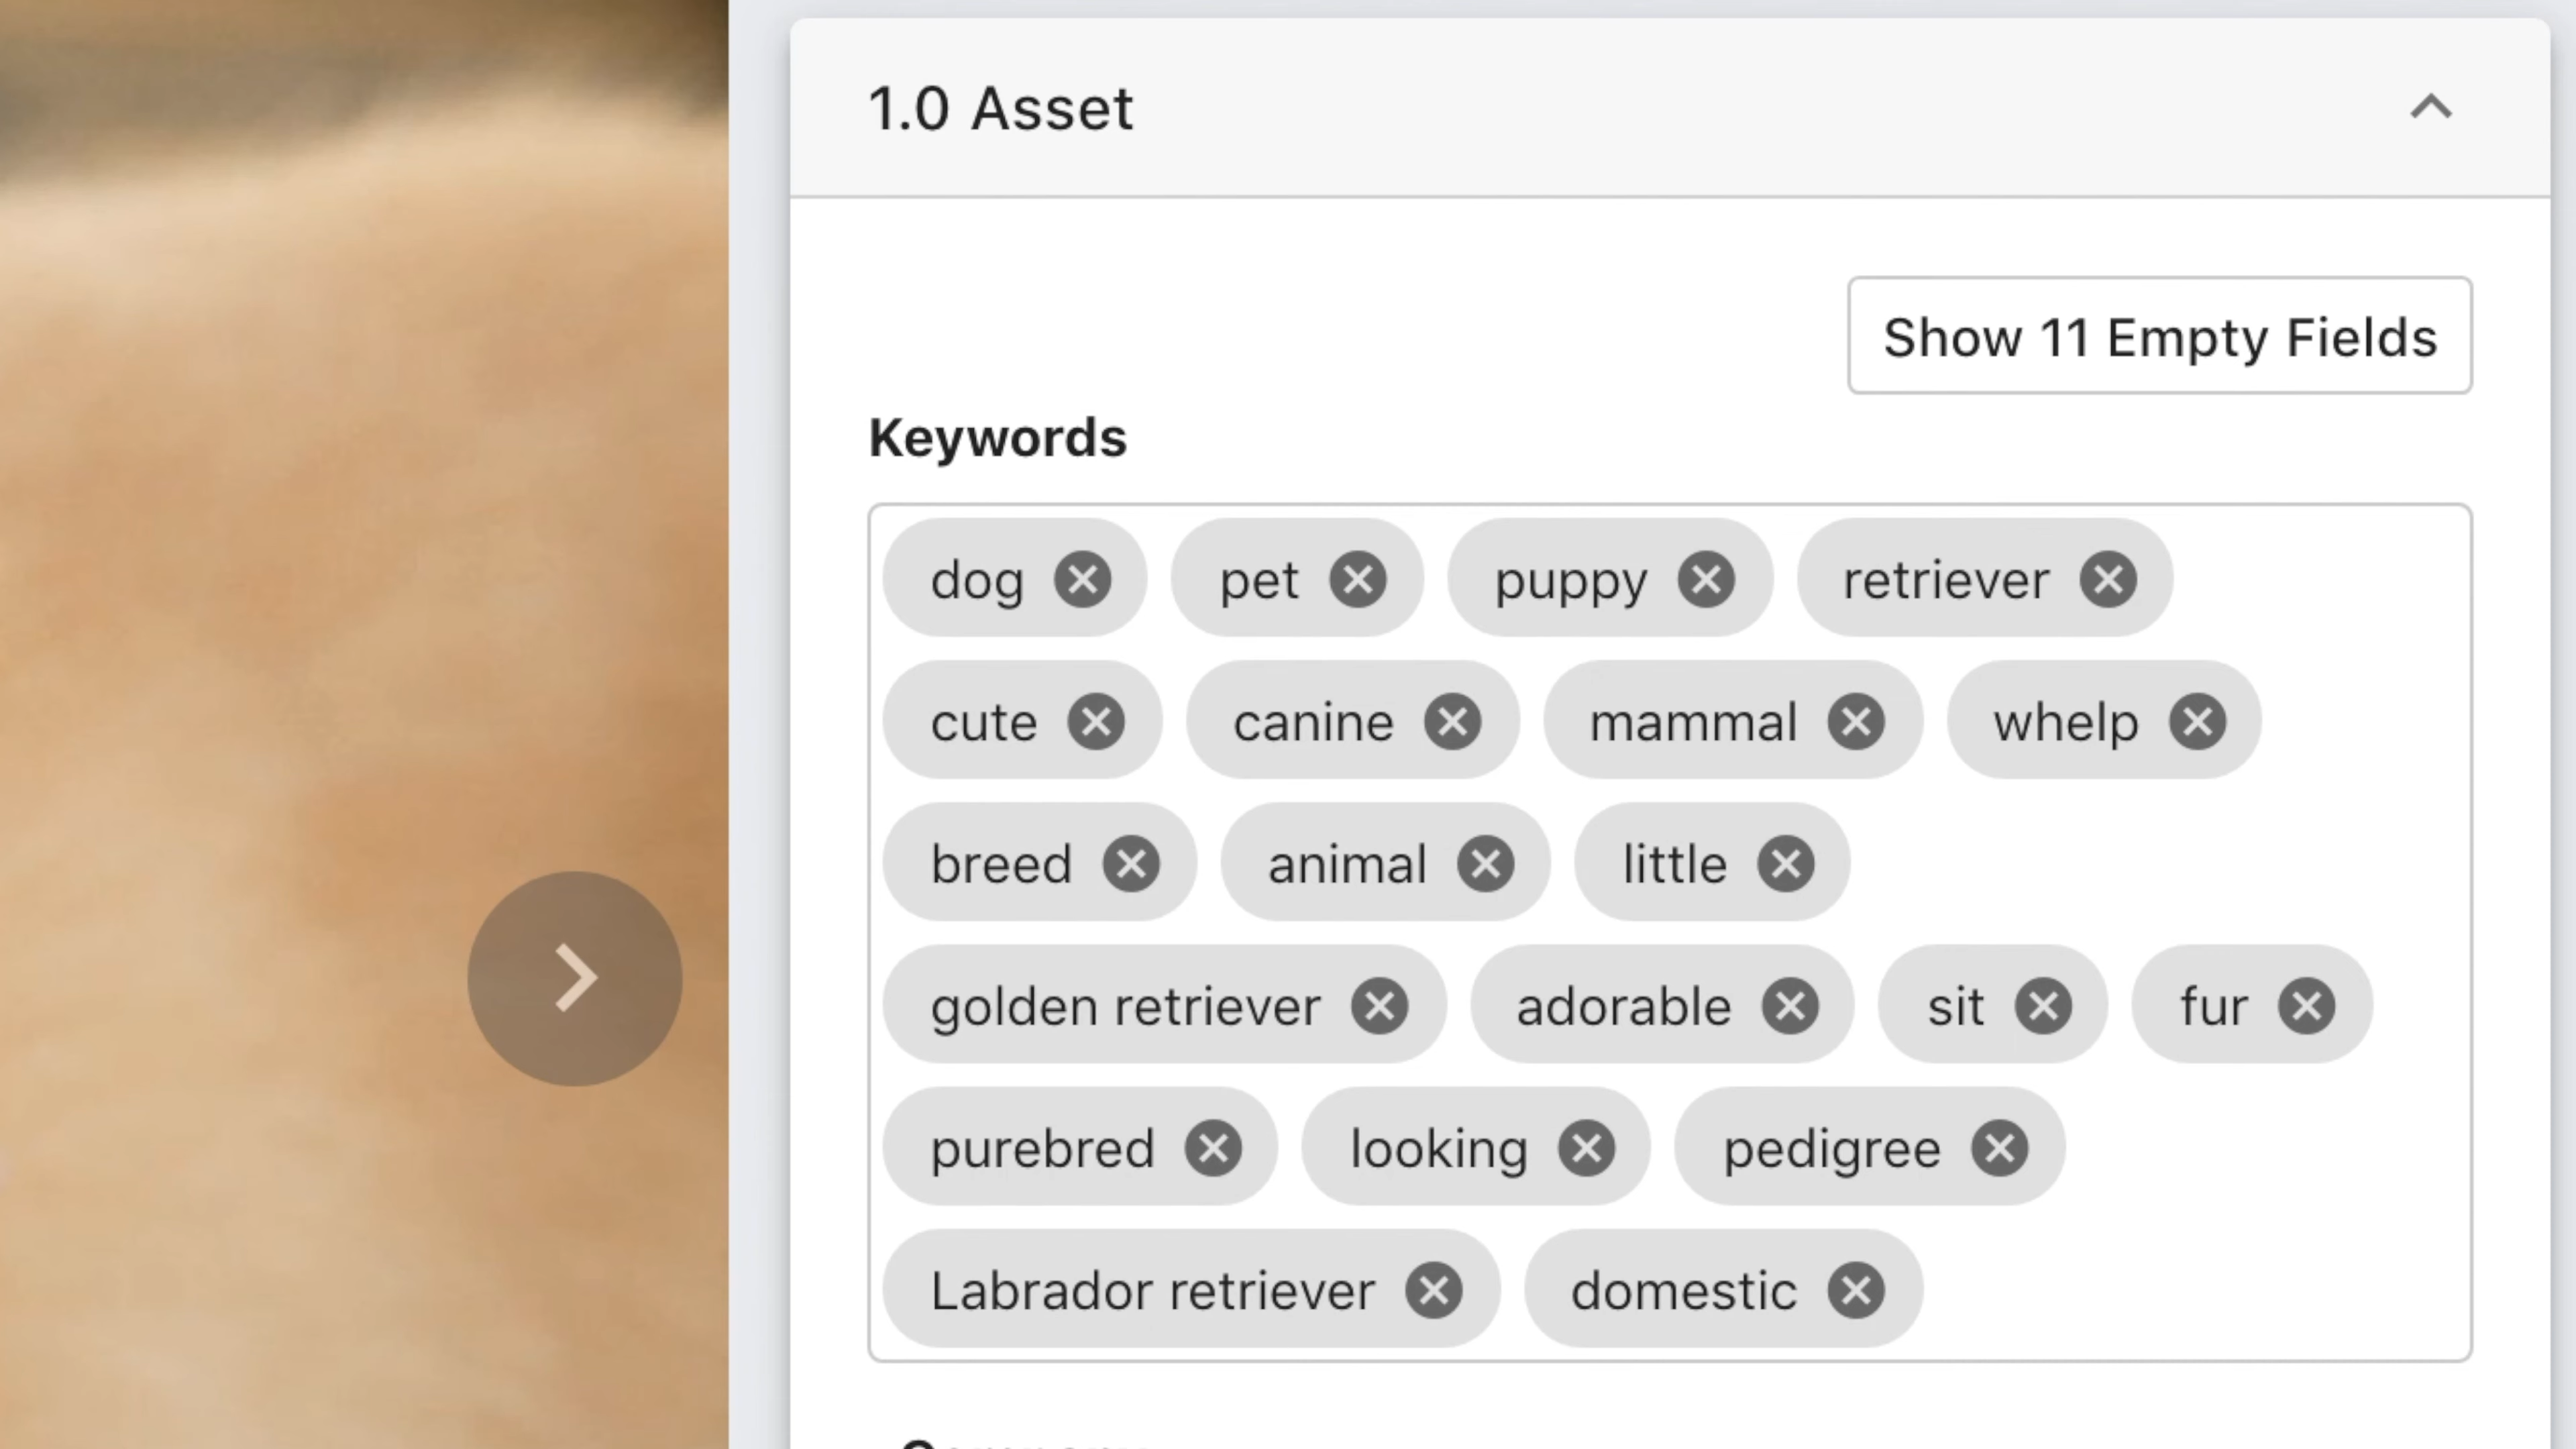 1.0 Asset
Show 11 Empty Fields
Keywords
dog pet puppy retriever
cute canine mammal whelp
breed animal little
golden retriever adorable sit fur
purebred looking pedigree
Labrador retriever domestic